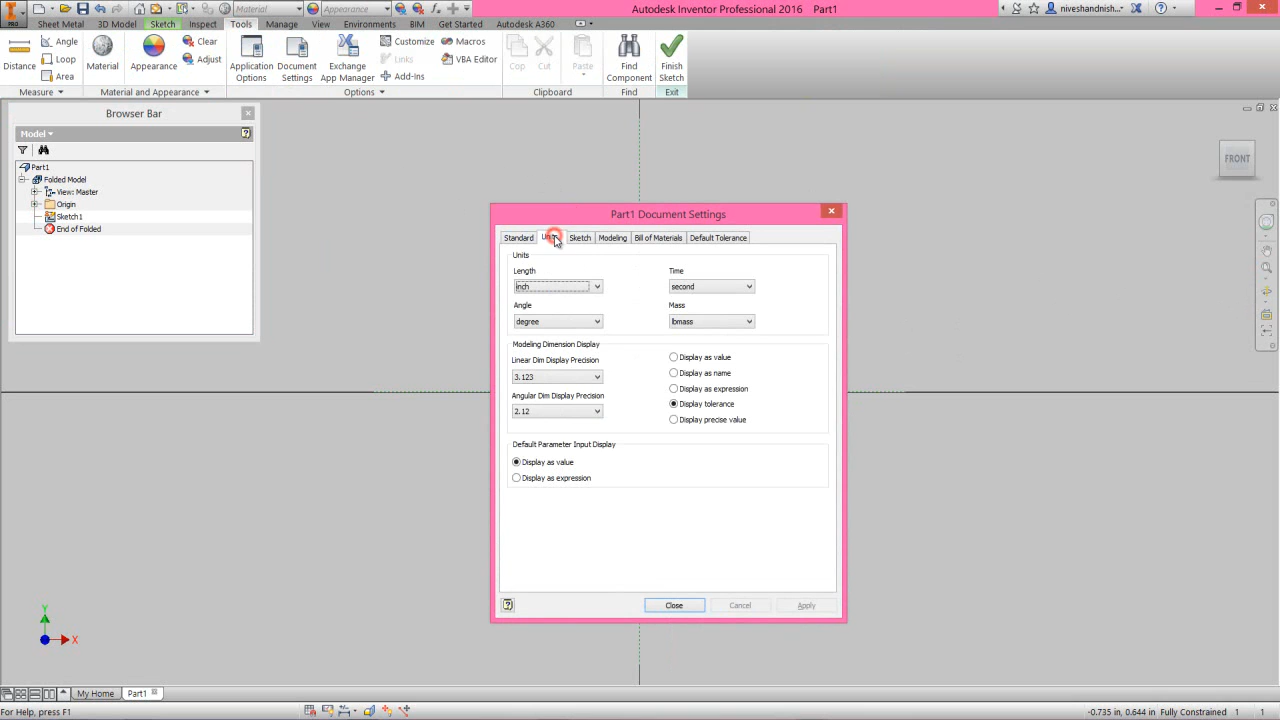 Autodesk Inventor Professional 2016 Part1
Material
Appearance
niveshandrish...
PRO
Sheet Metal 3D Model Sketch Inspect Tools Manage View Environments BIM Get Started Autodesk A360
Distance
Angle
Loop
Area
Material
Appearance
Clear
Adjust
Application
Options
Document
Settings
Exchange
App Manager
Customize
Links
Add-Ins
Macros
VBA Editor
Cop
Cut
Paste
Find
Component
Finish
Sketch
Measure
Material and Appearance
Options
Clipboard
Find
Exit
Browser Bar
Model
Part1
Folded Model
View: Master
Origin
Sketch1
End of Folded
FRONT
Part1 Document Settings
Standard Sketch Modeling Bill of Materials Default Tolerance
Units
Length
inch
Time
second
Angle
degree
Mass
lbmass
Modeling Dimension Display
Linear Dim Display Precision
3.123
Angular Dim Display Precision
2.12
Display as value
Display as name
Display as expression
Display tolerance
Display precise value
Default Parameter Input Display
Display as value
Display as expression
Close Cancel Apply
Y
X
My Home Part1
For Help, press F1
-0.735 in, 0.644 in Fully Constrained 1 1